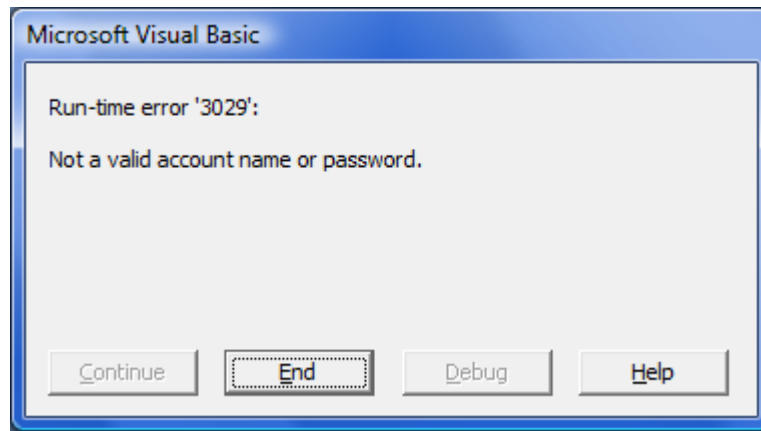 Microsoft Visual Basic
Run-time error '3029':
Not a valid account name or password.
Continue End Debug Help